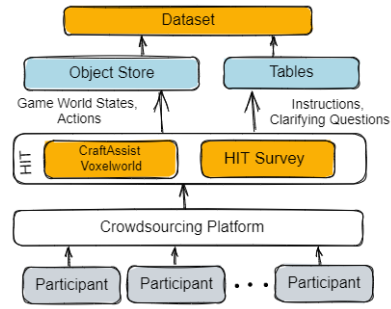 Dataset
Object Store
Tables
Game World States,
Actions
Instructions,
Clarifying Questions
HIT
CraftAssist
Voxelworld
HIT Survey
Crowdsourcing Platform
Participant
Participant
Participant